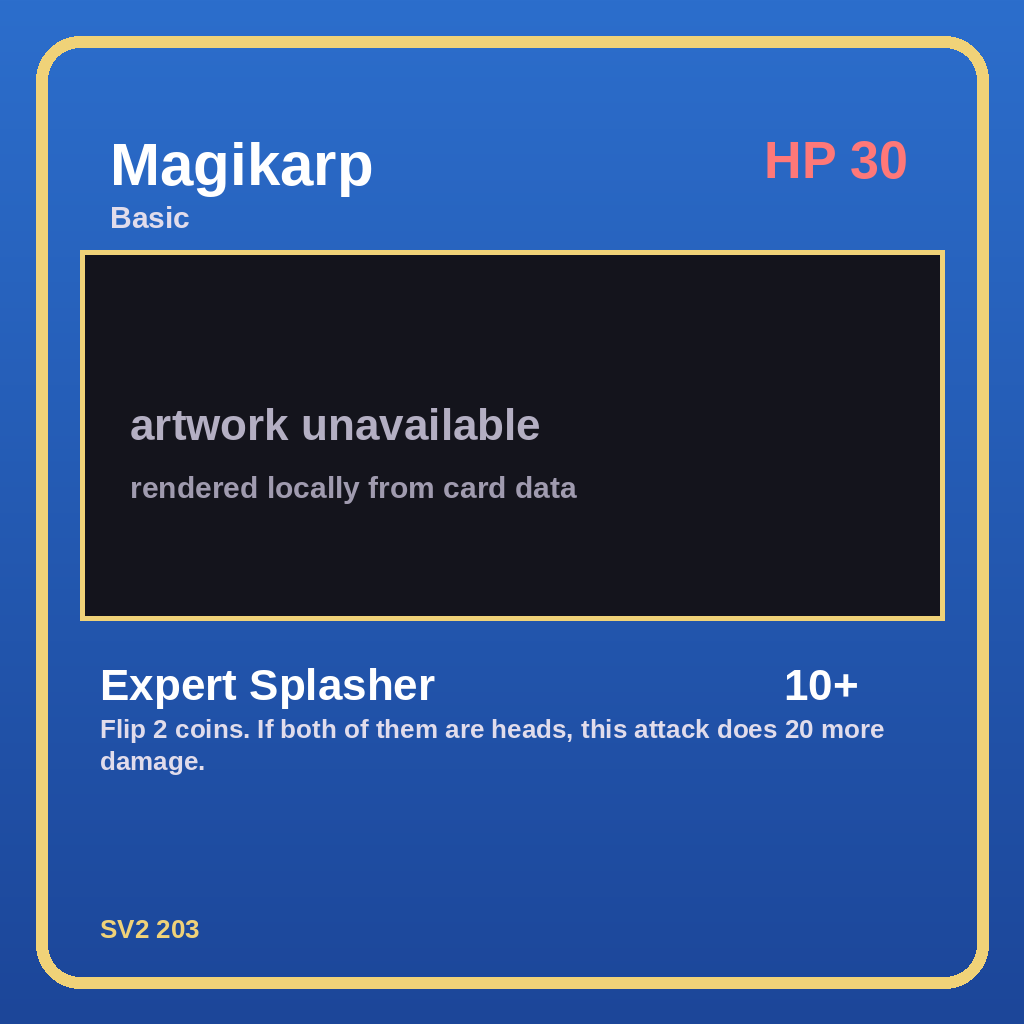 Magikarp
HP 30
Basic
artwork unavailable
rendered locally from card data
Expert Splasher
10+
Flip 2 coins. If both of them are heads, this attack does 20 more
damage.
SV2 203